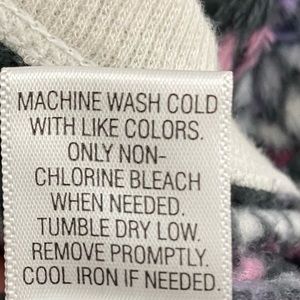 MACHINE WASH COLD
WITH LIKE COLORS.
ONLY NON-
CHLORINE BLEACH
WHEN NEEDED.
TUMBLE DRY LOW.
REMOVE PROMPTLY.
COOL IRON IF NEEDED.